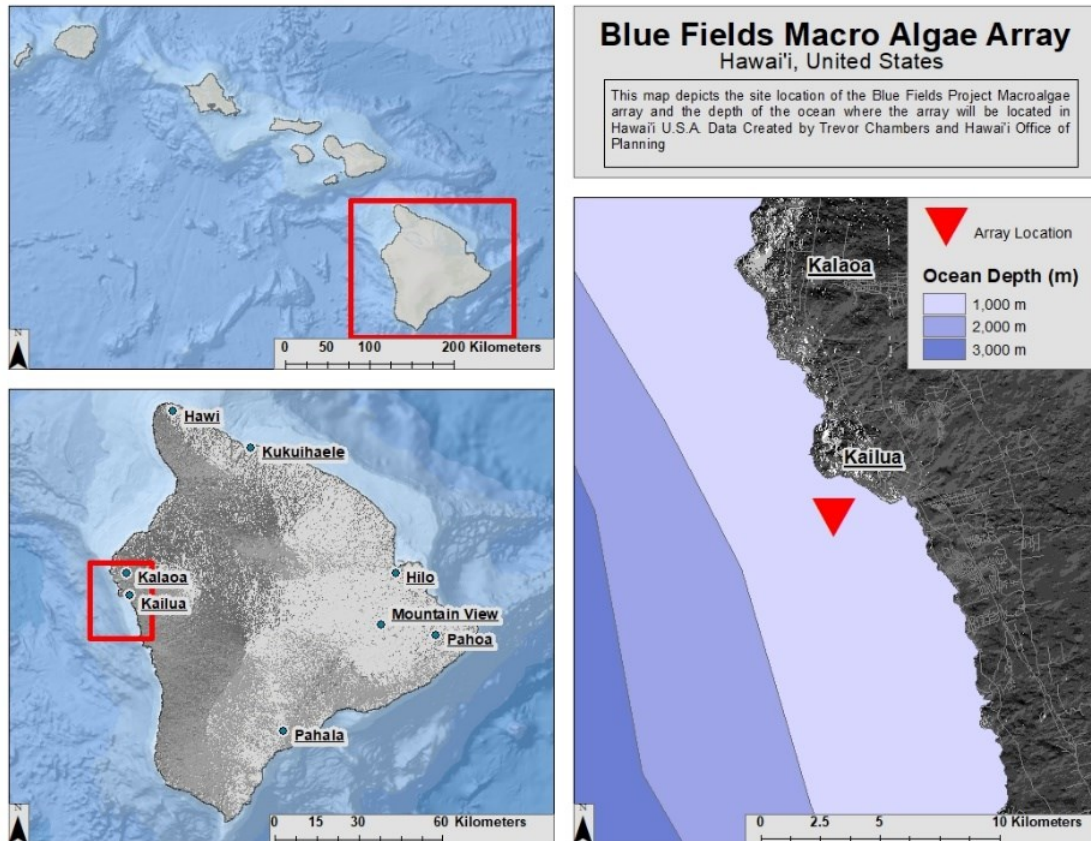 Blue Fields Macro Algae Array
Hawai'i, United States
This map depicts the site location of the Blue Fields Project Macroalgae
array and the depth of the ocean where the array will be located in
Hawai'i U.S.A. Data Created by Trevor Chambers and Hawai'i Office of
Planning
N
0 50 100 200 Kilometers
Hawi
Kukuihaele
Kalaoa
Kailua
Hilo
Mountain View
Pahoa
Pahala
N
0 15 30 60 Kilometers
Array Location
Ocean Depth (m)
1,000 m
2,000 m
3,000 m
Kalaoa
Kailua
N
0 2.5 5 10 Kilometers